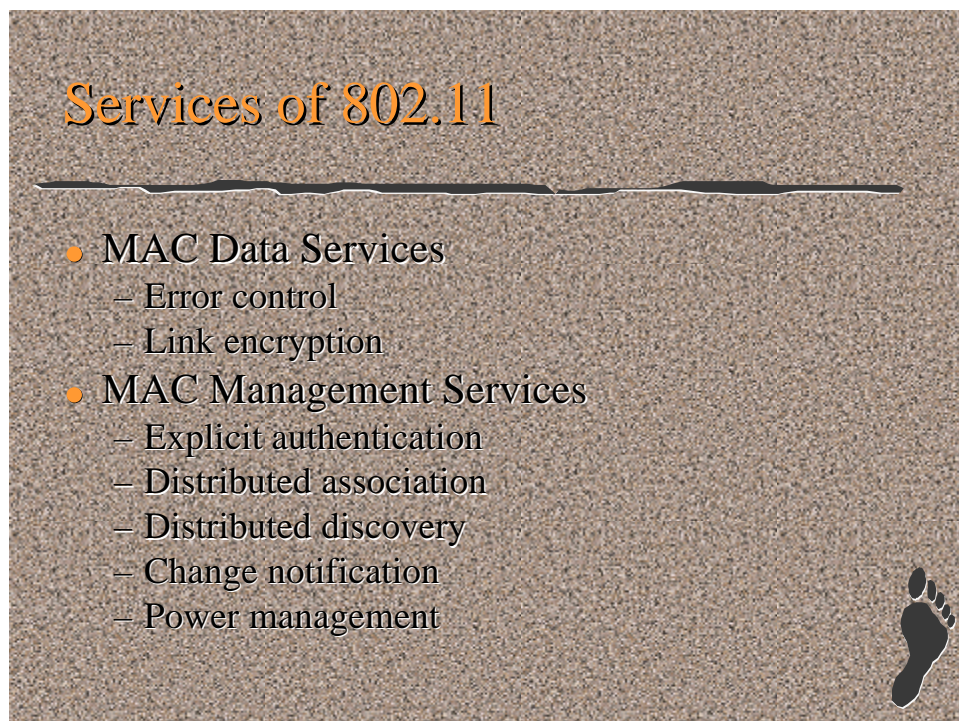 Services of 802.11
MAC Data Services
– Error control
– Link encryption
MAC Management Services
– Explicit authentication
– Distributed association
– Distributed discovery
– Change notification
– Power management